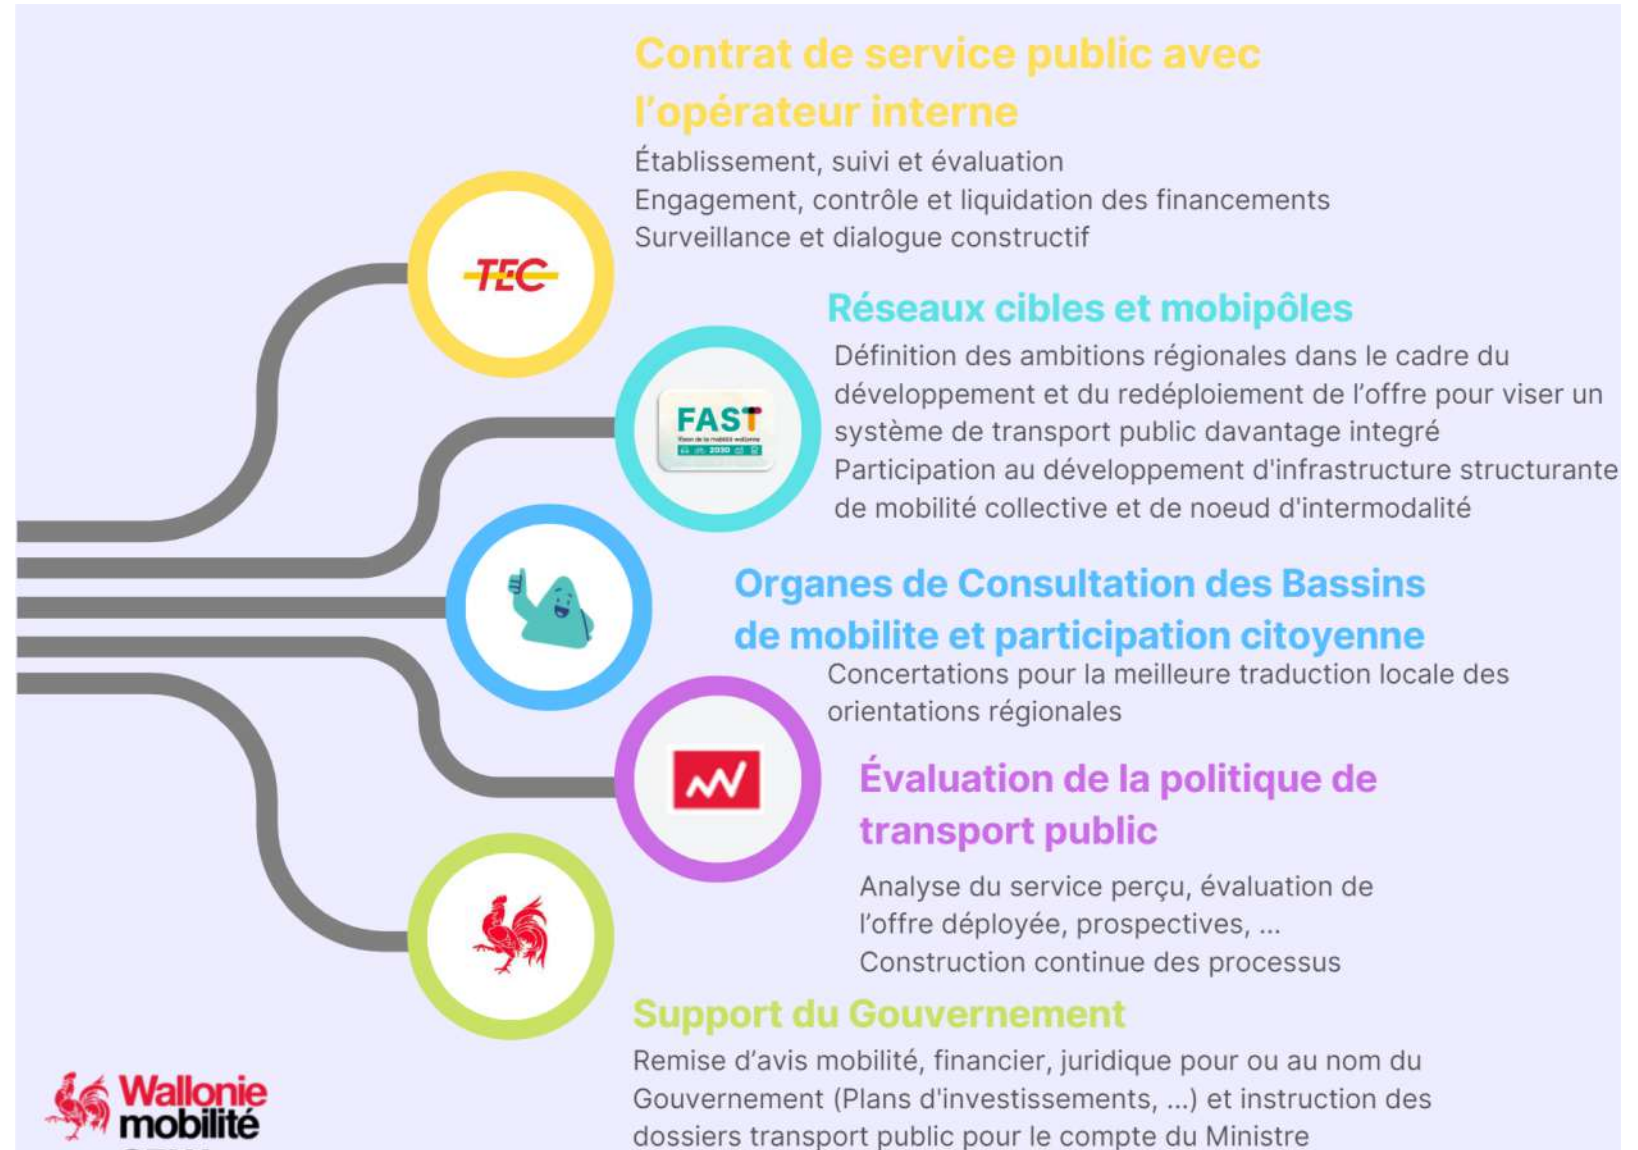 Contrat de service public avec
l'opérateur interne
Établissement, suivi et évaluation
Engagement, contrôle et liquidation des financements
Surveillance et dialogue constructif
TEC
Réseaux cibles et mobipôles
Définition des ambitions régionales dans le cadre du
développement et du redéploiement de l'offre pour viser un
système de transport public davantage integré
Participation au développement d'infrastructure structurante
de mobilité collective et de noeud d'intermodalité
FAST
Vision de la mobilité wallonne
2030
Organes de Consultation des Bassins
de mobilite et participation citoyenne
Concertations pour la meilleure traduction locale des
orientations régionales
Évaluation de la politique de
transport public
Analyse du service perçu, évaluation de
l'offre déployée, prospectives, ...
Construction continue des processus
Support du Gouvernement
Remise d'avis mobilité, financier, juridique pour ou au nom du
Gouvernement (Plans d'investissements, ...) et instruction des
dossiers transport public pour le compte du Ministre
Wallonie
mobilité